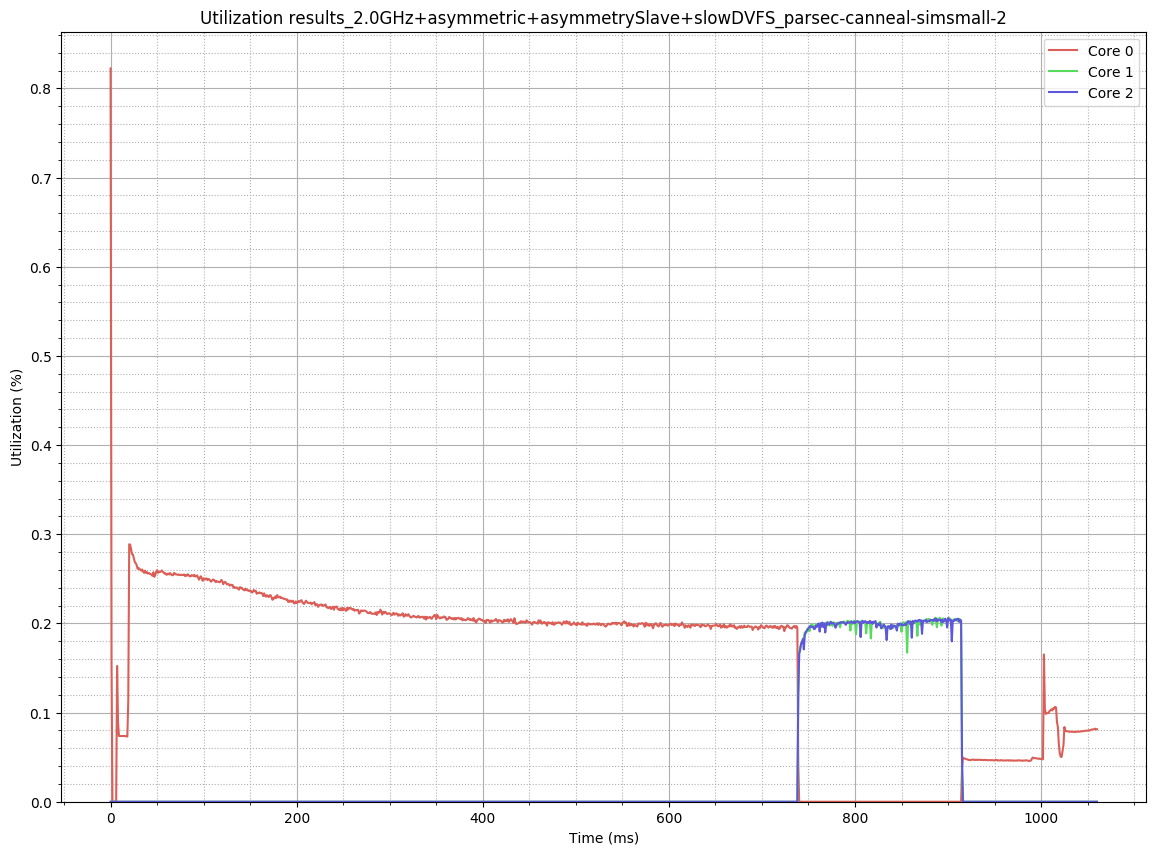 Utilization results_2.0GHz+asymmetric+asymmetrySlave+slowDVFS_parsec-canneal-simsmall-2
Core 0
Core 1
Core 2
Utilization (%)
0.8
0.7
0.6
0.5
0.4
0.3
0.2
0.1
0.0
0 200 400 600 800 1000
Time (ms)